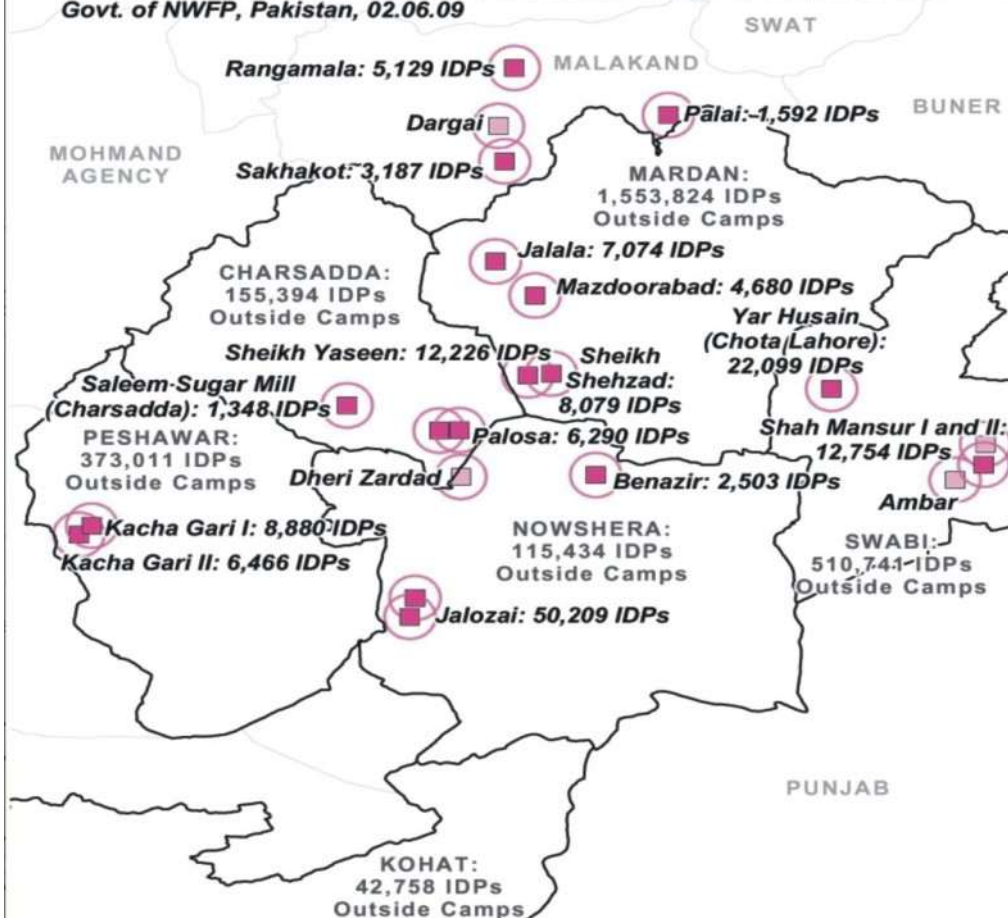 Govt. of NWFP, Pakistan, 02.06.09
SWAT
Rangamala: 5,129 IDPs
MALAKAND
BUNER
Dargai
Palai: 1,592 IDPs
MOHMAND
AGENCY
Sakhakot: 3,187 IDPs
MARDAN:
1,553,824 IDPs
Outside Camps
Jalala: 7,074 IDPs
CHARSADDA:
155,394 IDPs
Outside Camps
Mazdoorabad: 4,680 IDPs
Yar Husain
(Chota Lahore):
22,099 IDPs
Sheikh Yaseen: 12,226 IDPs
Sheikh
Shehzad:
8,079 IDPs
Saleem Sugar Mill
(Charsadda): 1,348 IDPs
Shah Mansur I and II:
12,754 IDPs
PESHAWAR:
373,011 IDPs
Outside Camps
Palosa: 6,290 IDPs
Dheri Zardad
Benazir: 2,503 IDPs
Ambar
Kacha Gari I: 8,880 IDPs
Kacha Gari II: 6,466 IDPs
NOWSHERA:
115,434 IDPs
Outside Camps
SWABI:
510,741 IDPs
Outside Camps
Jalozai: 50,209 IDPs
PUNJAB
KOHAT:
42,758 IDPs
Outside Camps